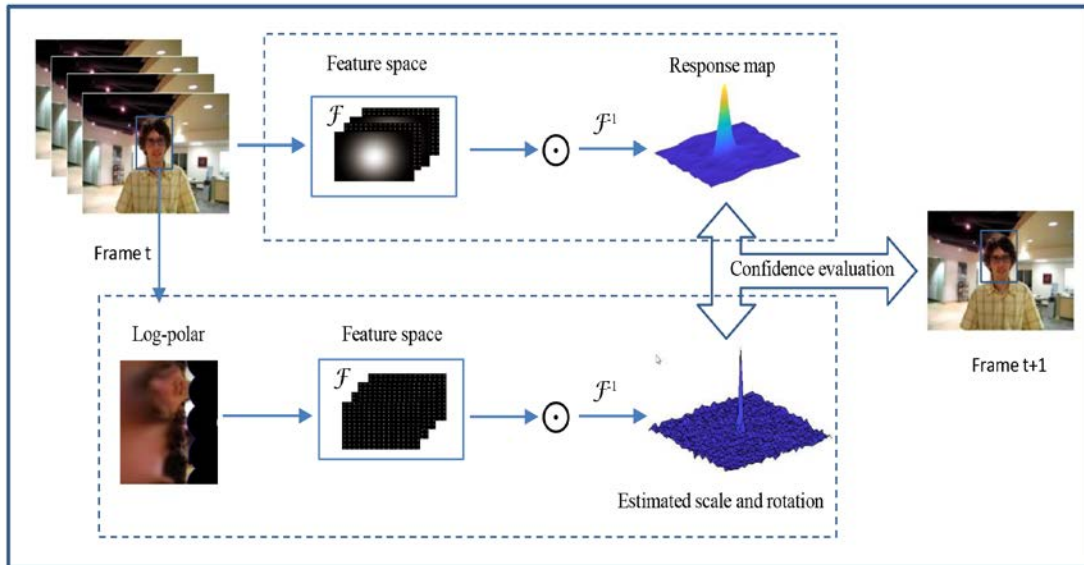 Feature space
Response map
ℱ
ℱ⁻¹
Frame t
Confidence evaluation
Log-polar
Feature space
ℱ
ℱ⁻¹
Frame t+1
Estimated scale and rotation